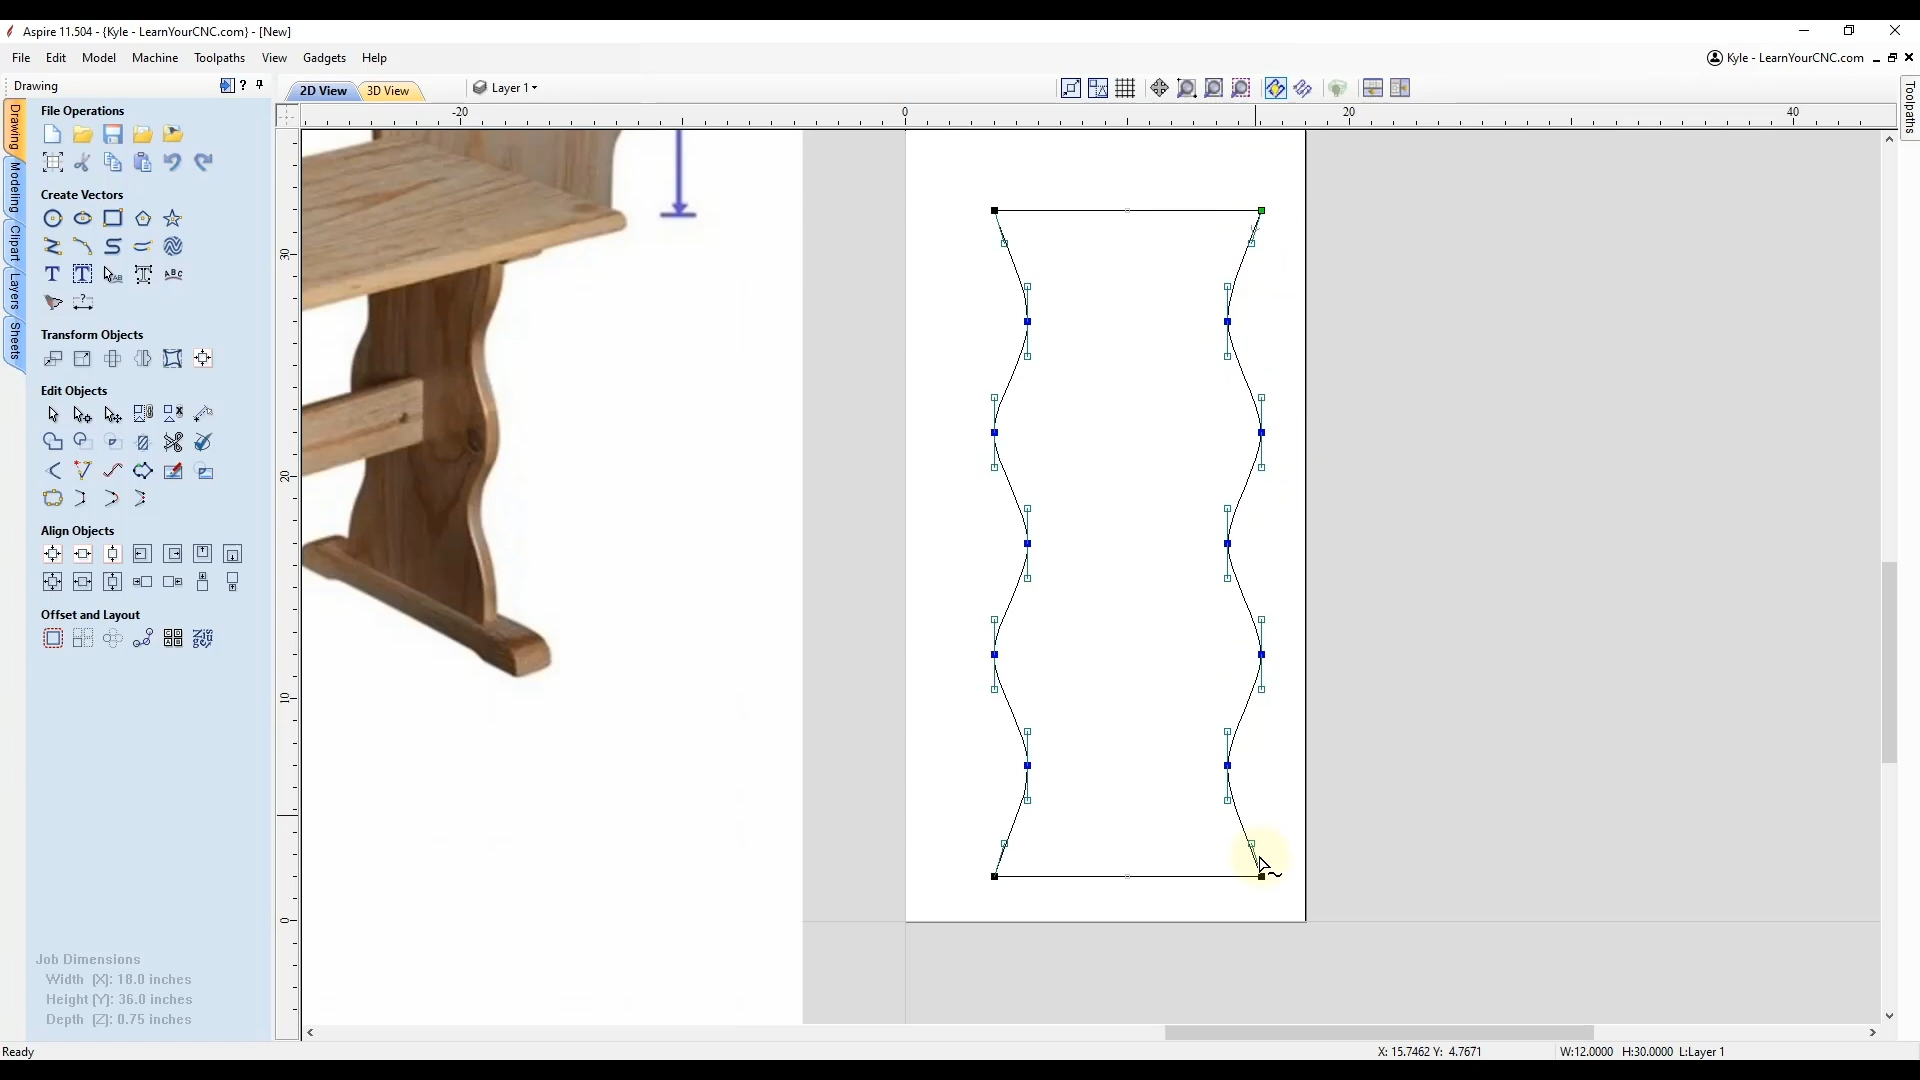 Aspire 11.504 - {Kyle - LearnYourCNC.com} - [New]
File Edit Model Machine Toolpaths View Gadgets Help
Kyle - LearnYourCNC.com
Drawing
2D View 3D View Layer 1
Drawing
Modeling
Clipart
Layers
Sheets
Toolpaths
File Operations
Create Vectors
Transform Objects
Edit Objects
Align Objects
Offset and Layout
-20 0 20 40
30
20
10
0
Job Dimensions
Width (X): 18.0 inches
Height (Y): 36.0 inches
Depth (Z): 0.75 inches
Ready
X: 15.7462 Y: 4.7671
W:12.0000 H:30.0000 L:Layer 1